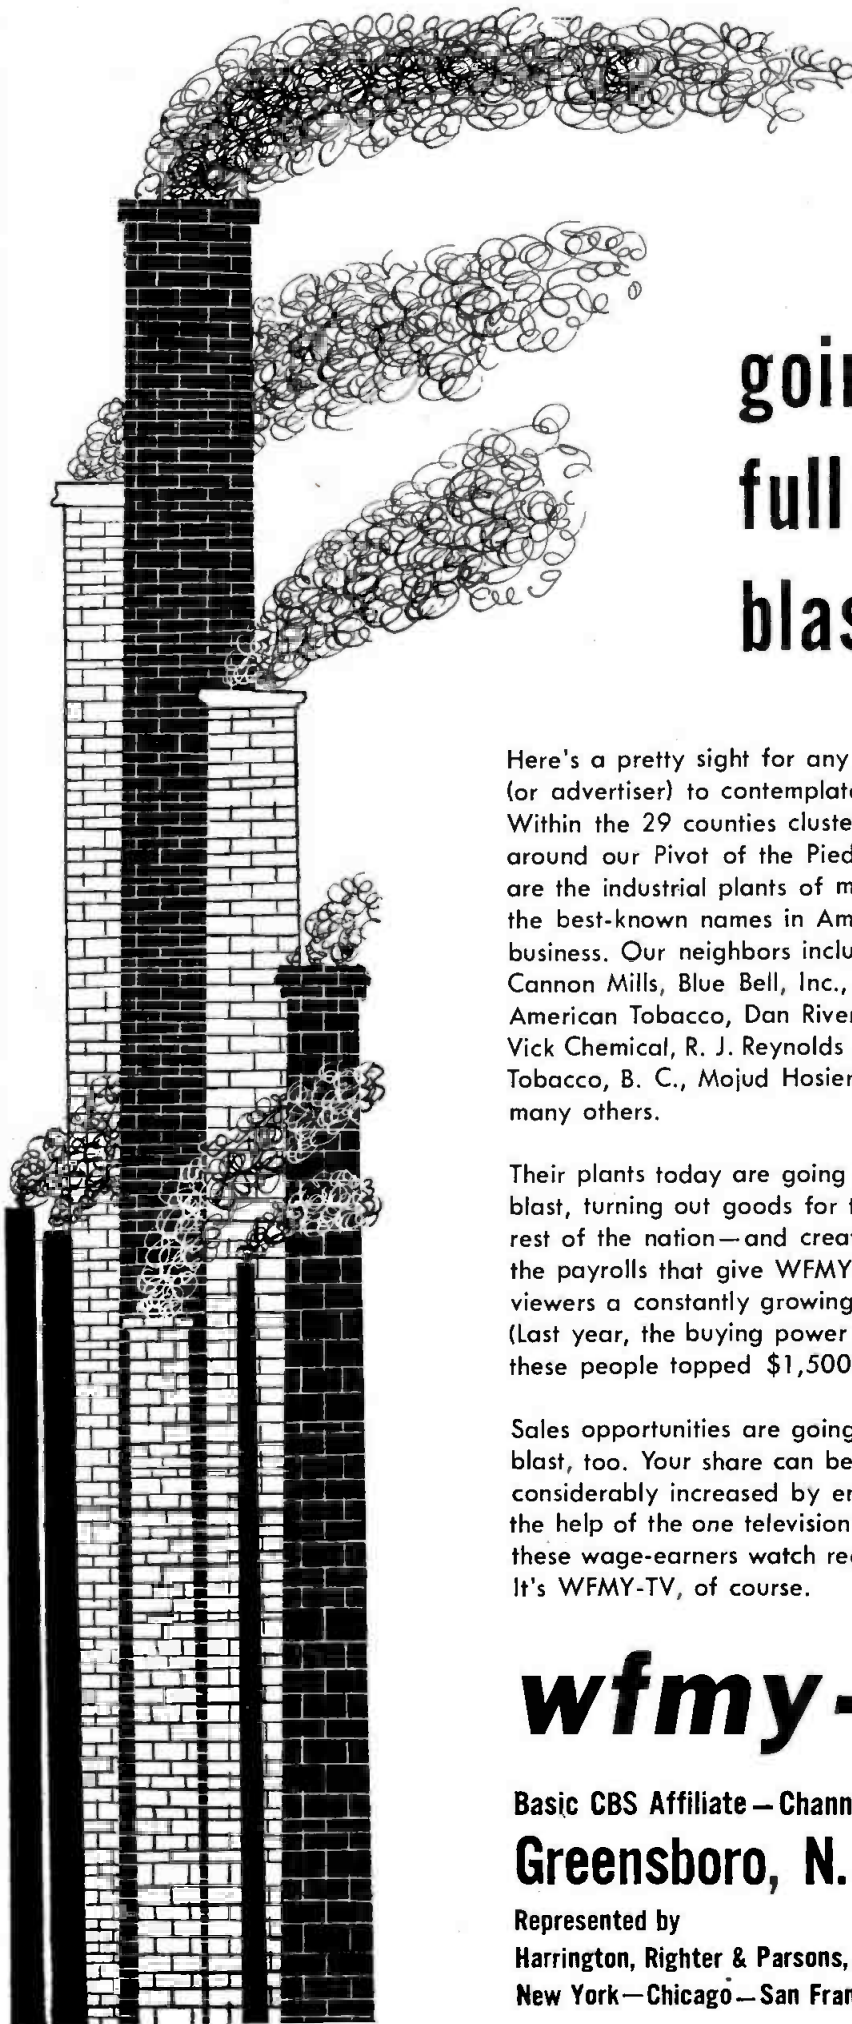 goin
full
blas
Here's a pretty sight for any
(or advertiser) to contemplate
Within the 29 counties cluste
around our Pivot of the Pied
are the industrial plants of m
the best-known names in Am
business. Our neighbors inclu
Cannon Mills, Blue Bell, Inc.,
American Tobacco, Dan River
Vick Chemical, R. J. Reynolds
Tobacco, B. C., Mojud Hosier
many others.
Their plants today are going
blast, turning out goods for t
rest of the nation—and creat
the payrolls that give WFMY
viewers a constantly growing
(Last year, the buying power
these people topped $1,500
Sales opportunities are going
blast, too. Your share can be
considerably increased by en
the help of the one television
these wage-earners watch reg
It's WFMY-TV, of course.
wfmy-
Basic CBS Affiliate — Chann
Greensboro, N.
Represented by
Harrington, Righter & Parsons,
New York—Chicago—San Fran